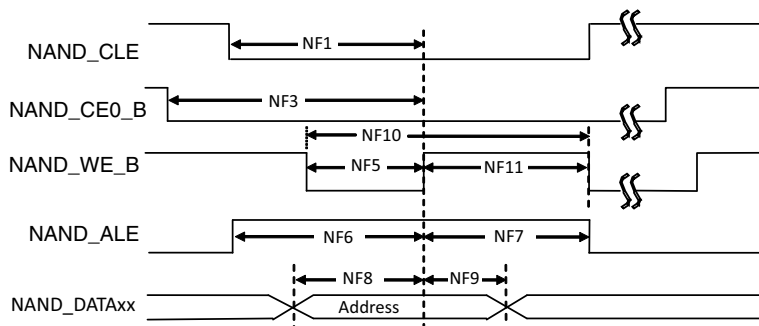 NAND_CLE
NF1
NAND_CE0_B
NF3
NF10
NAND_WE_B
NF5
NF11
NAND_ALE
NF6
NF7
NF8
NF9
NAND_DATAxx
Address